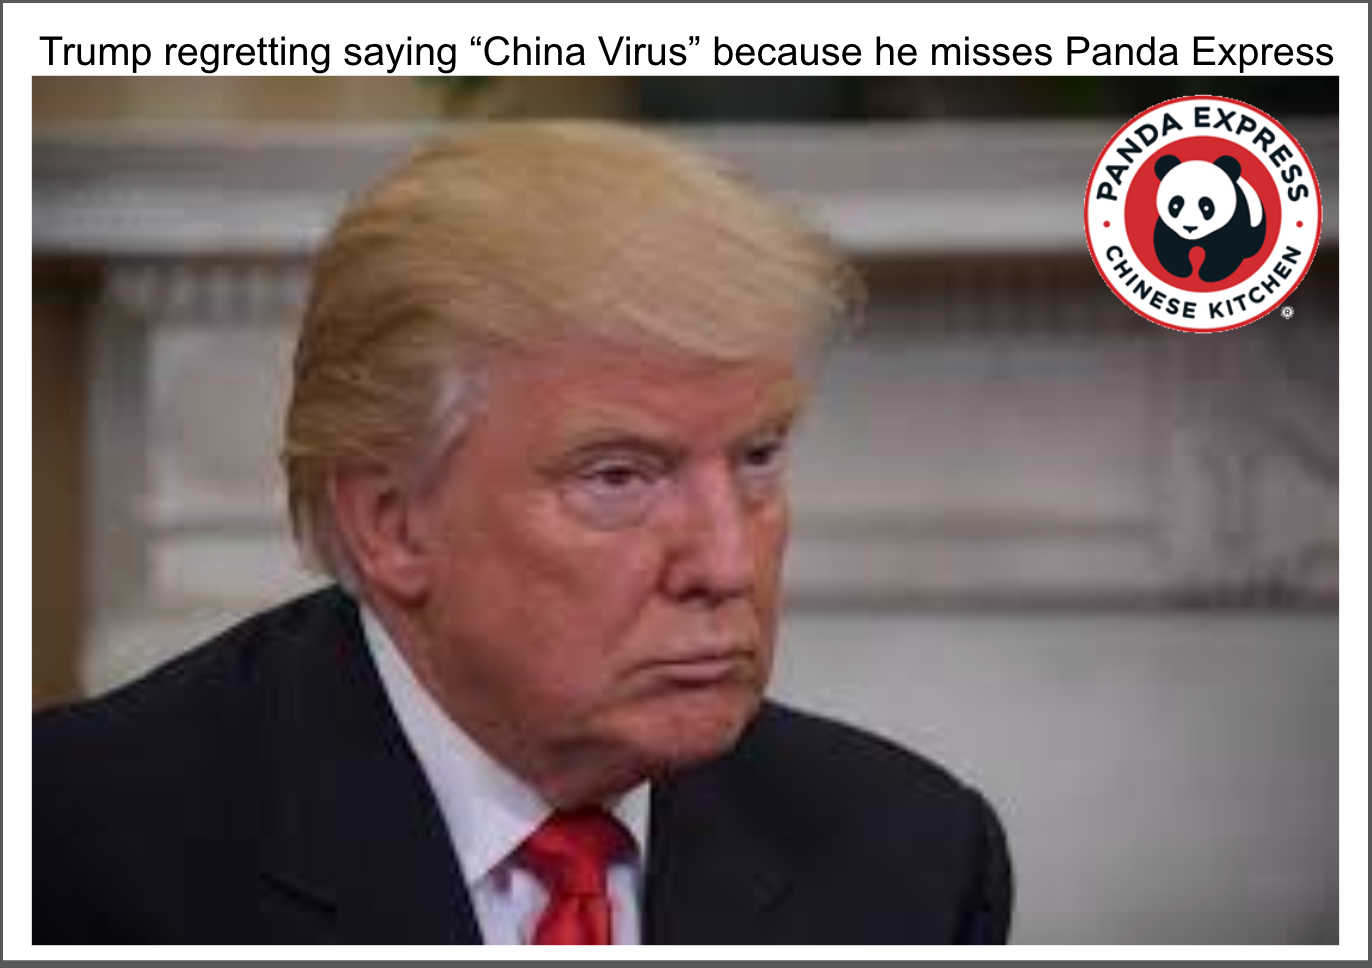 Trump regretting saying “China Virus” because he misses Panda Express
PANDA EXPRESS
CHINESE KITCHEN
®